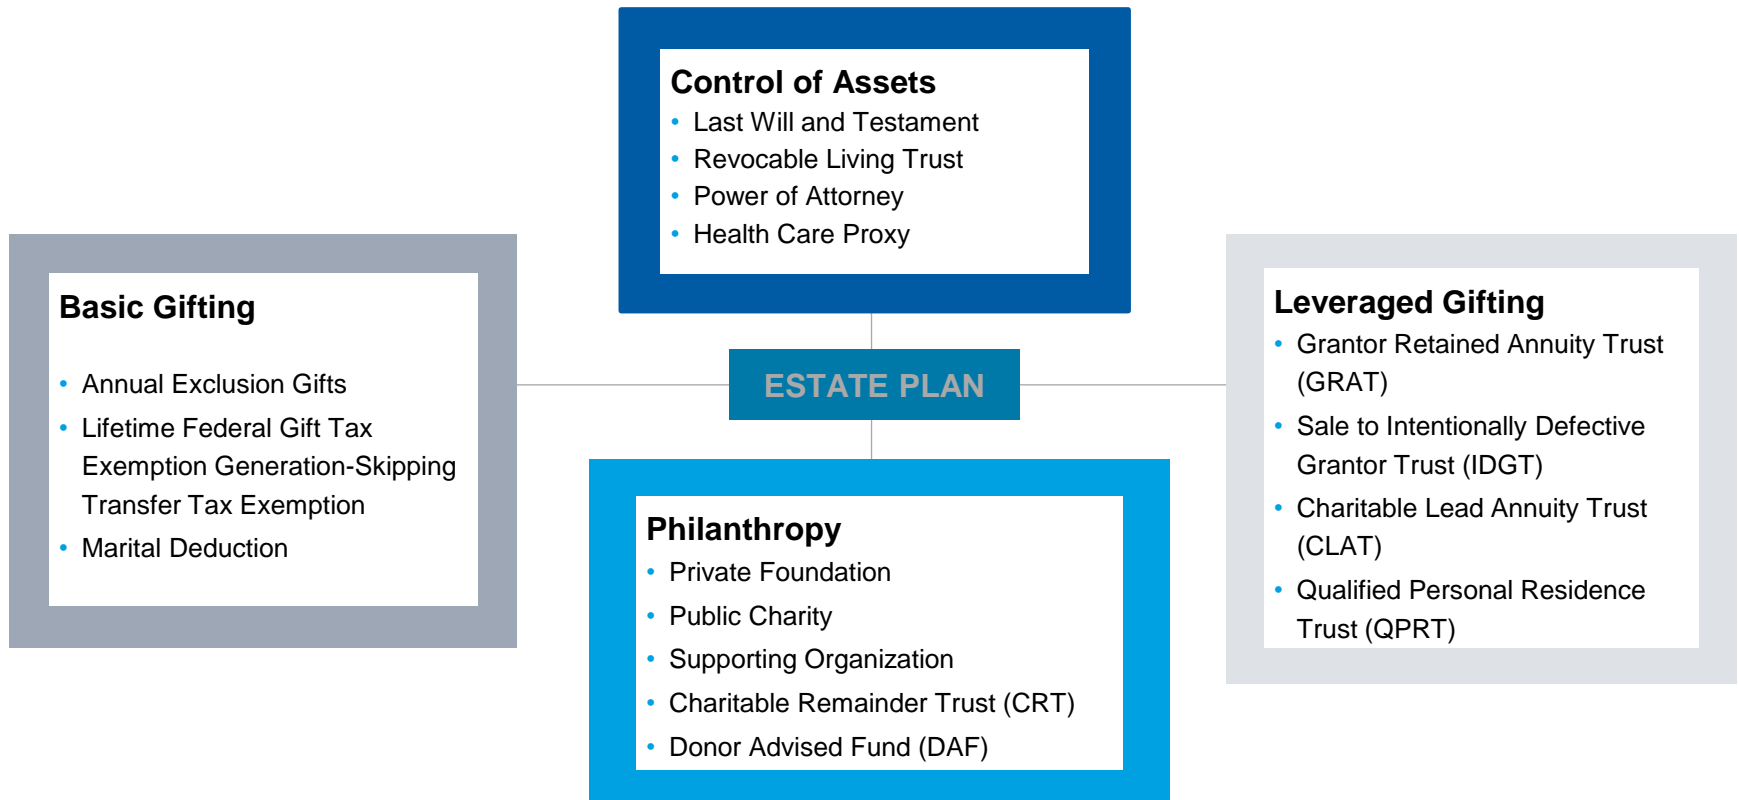 Control of Assets
• Last Will and Testament
• Revocable Living Trust
• Power of Attorney
• Health Care Proxy
Basic Gifting
• Annual Exclusion Gifts
• Lifetime Federal Gift Tax
Exemption Generation-Skipping
Transfer Tax Exemption
• Marital Deduction
ESTATE PLAN
Leveraged Gifting
• Grantor Retained Annuity Trust
(GRAT)
• Sale to Intentionally Defective
Grantor Trust (IDGT)
• Charitable Lead Annuity Trust
(CLAT)
• Qualified Personal Residence
Trust (QPRT)
Philanthropy
• Private Foundation
• Public Charity
• Supporting Organization
• Charitable Remainder Trust (CRT)
• Donor Advised Fund (DAF)